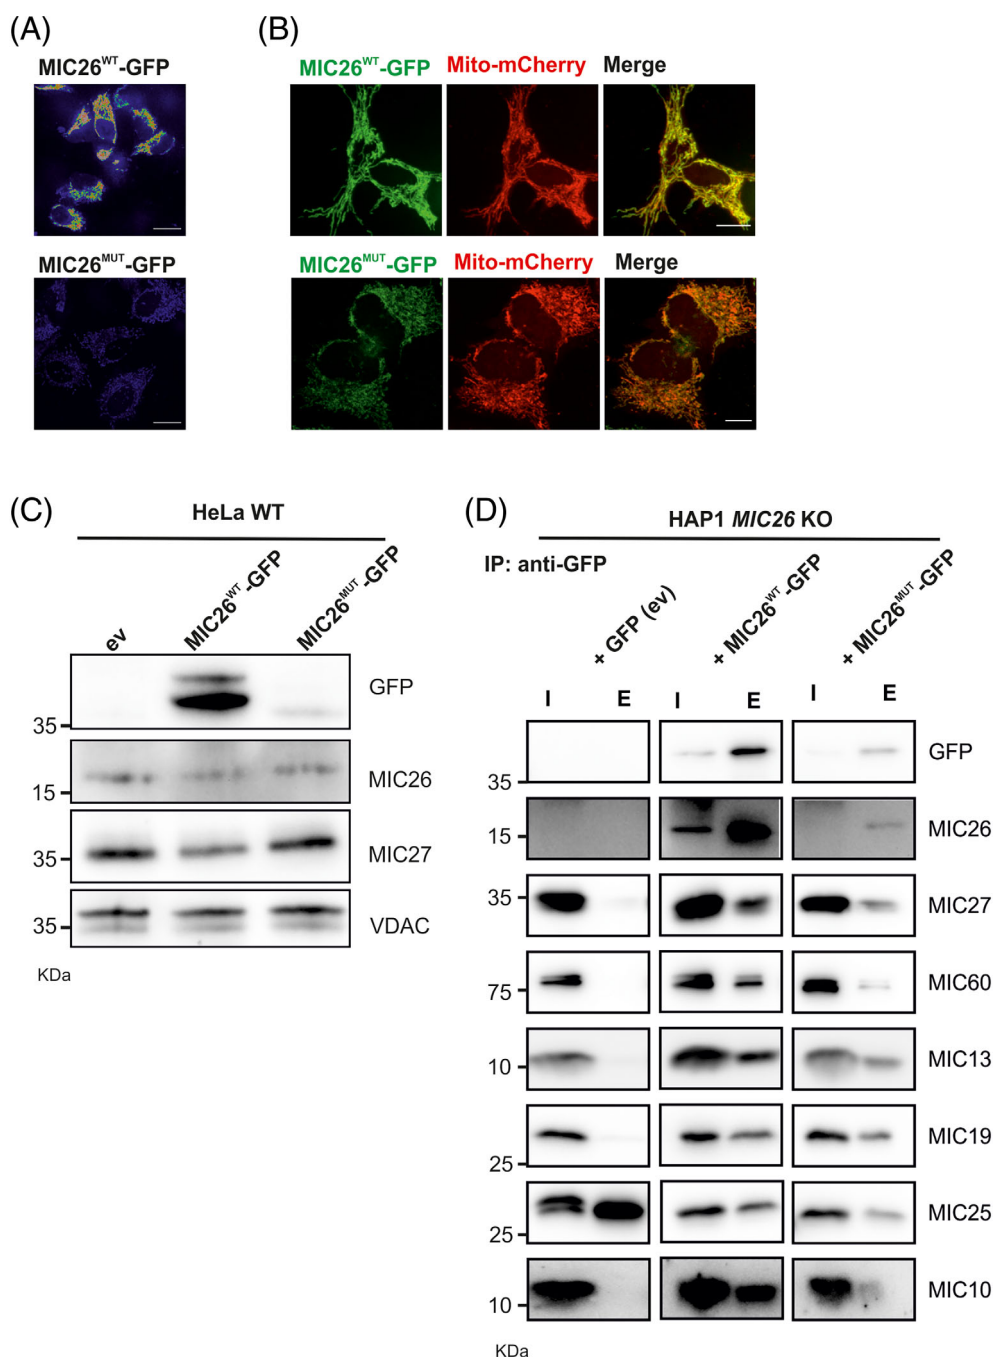 (A)
MIC26WT-GFP
MIC26MUT-GFP
(B)
MIC26WT-GFP Mito-mCherry Merge
MIC26MUT-GFP Mito-mCherry Merge
(C)
HeLa WT
ev MIC26WT-GFP MIC26MUT-GFP
35 GFP
15 MIC26
35 MIC27
35 VDAC
KDa
(D)
HAP1 MIC26 KO
IP: anti-GFP
+ GFP (ev) + MIC26WT-GFP + MIC26MUT-GFP
I E I E I E
35 GFP
15 MIC26
35 MIC27
75 MIC60
10 MIC13
25 MIC19
25 MIC25
10 MIC10
KDa